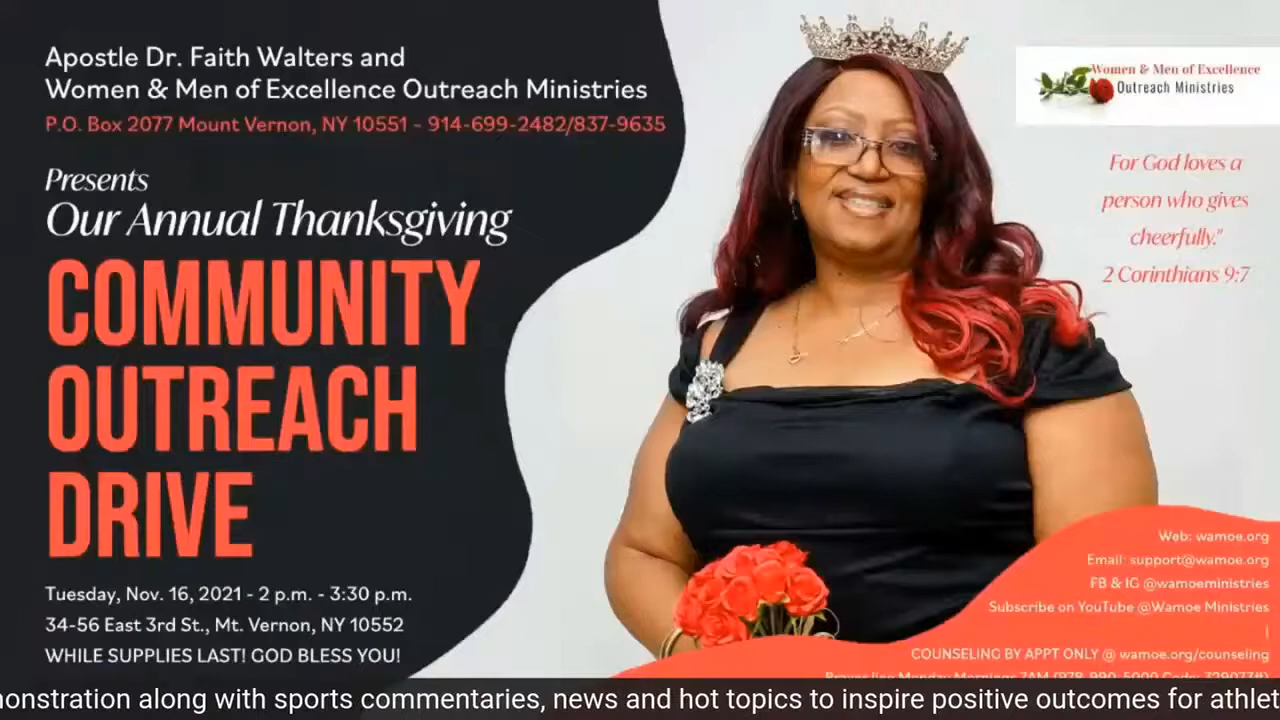 Apostle Dr. Faith Walters and
Women & Men of Excellence Outreach Ministries
P.O. Box 2077 Mount Vernon, NY 10551 - 914-699-2482/837-9635
Presents
Our Annual Thanksgiving
COMMUNITY
OUTREACH
DRIVE
Tuesday, Nov. 16, 2021 - 2 p.m. - 3:30 p.m.
34-56 East 3rd St., Mt. Vernon, NY 10552
WHILE SUPPLIES LAST! GOD BLESS YOU!
Women & Men of Excellence
Outreach Ministries
For God loves a
person who gives
cheerfully."
2 Corinthians 9:7
Web: wamoe.org
Email: support@wamoe.org
FB & IG @wamoeministries
Subscribe on YouTube @Wamoe Ministries
|
COUNSELING BY APPT ONLY @ wamoe.org/counseling
Prayer line Monday Mornings 7AM
along with sports commentaries, news and hot topics to inspire positive outcomes for